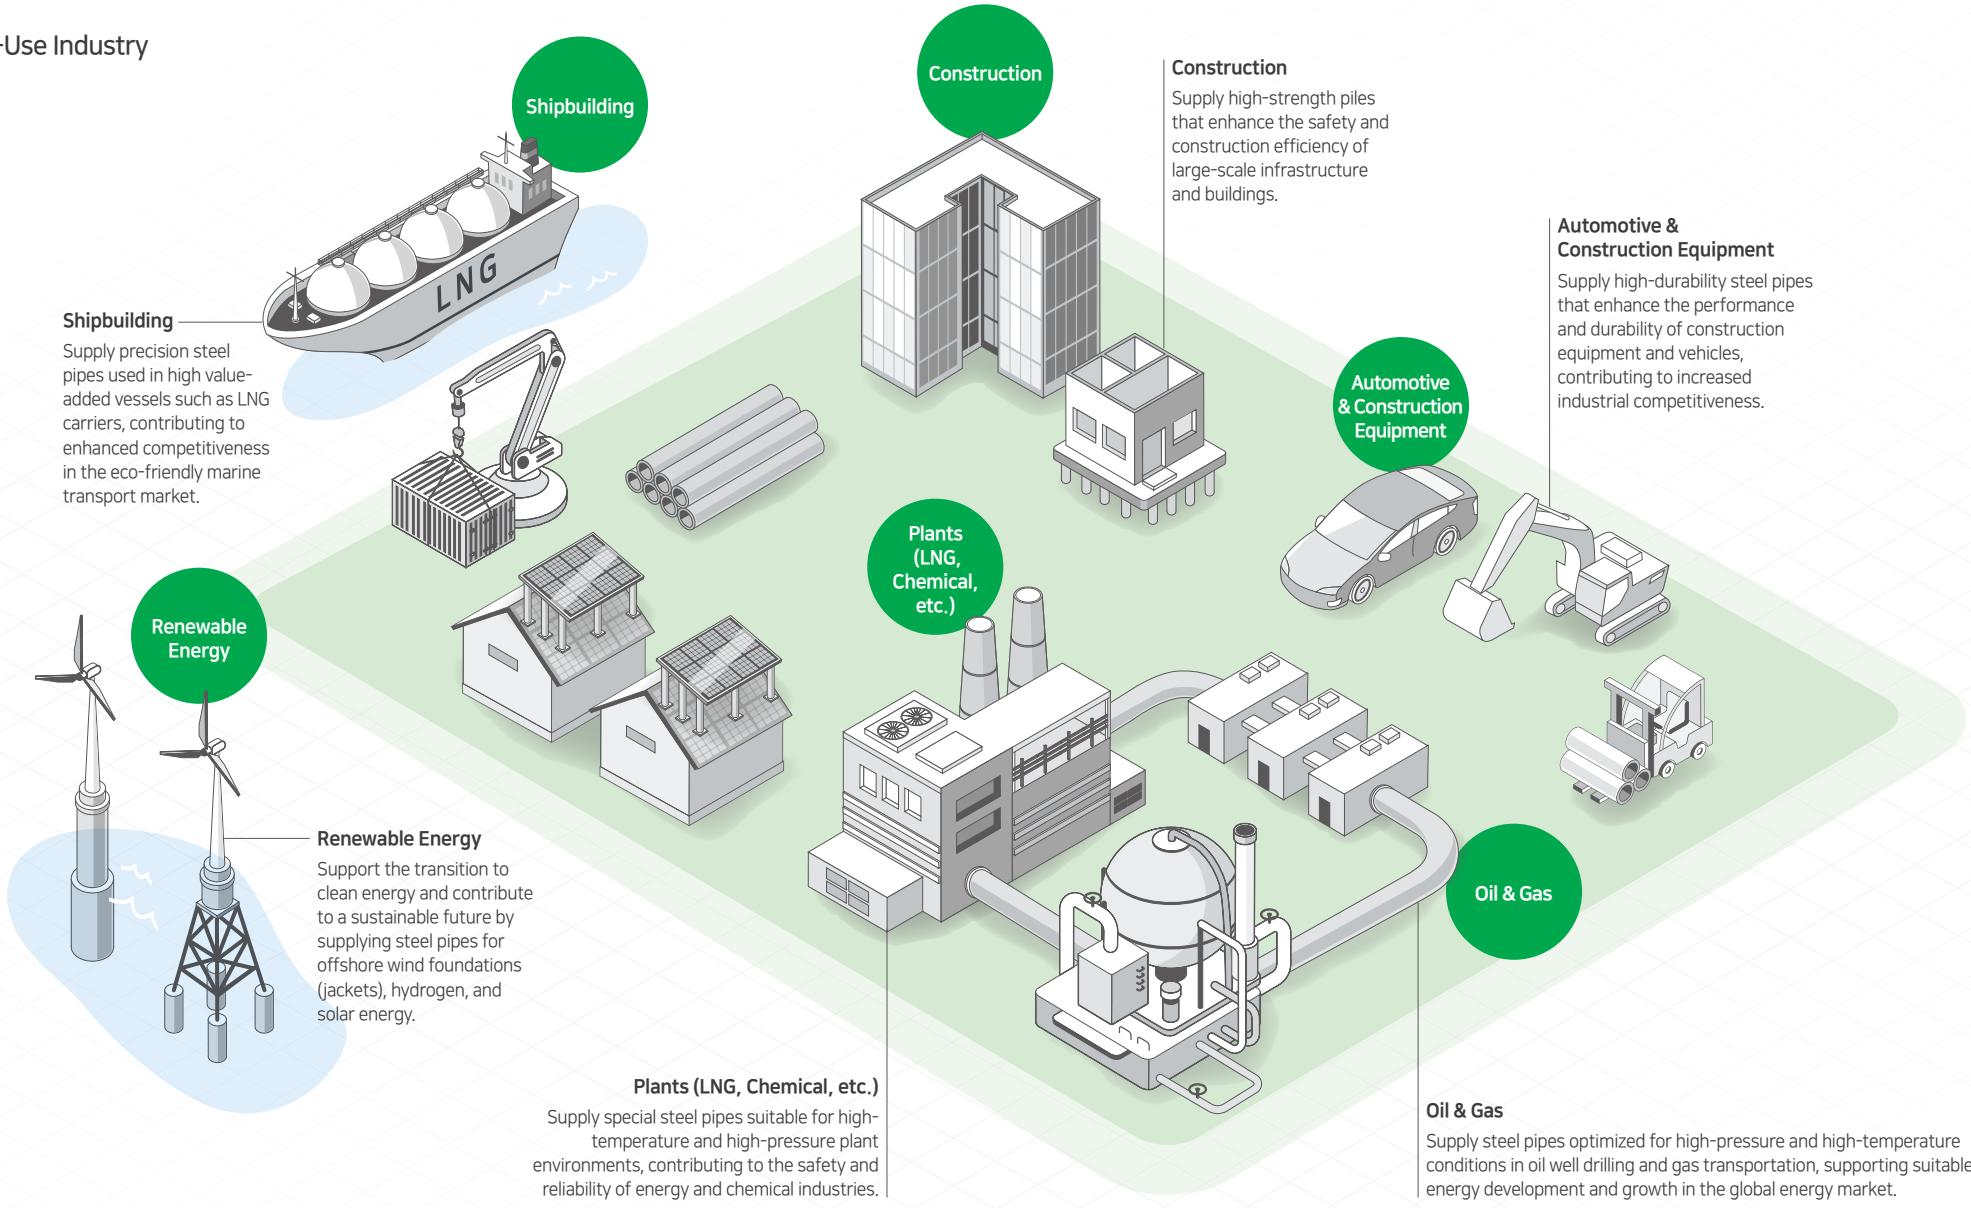 -Use Industry
Shipbuilding
Construction
Construction
Supply high-strength piles
that enhance the safety and
construction efficiency of
large-scale infrastructure
and buildings.
Automotive &
Construction Equipment
Supply high-durability steel pipes
that enhance the performance
and durability of construction
equipment and vehicles,
contributing to increased
industrial competitiveness.
LNG
Shipbuilding
Supply precision steel
pipes used in high value-
added vessels such as LNG
carriers, contributing to
enhanced competitiveness
in the eco-friendly marine
transport market.
Automotive
& Construction
Equipment
Plants
(LNG,
Chemical,
etc.)
Renewable
Energy
Renewable Energy
Support the transition to
clean energy and contribute
to a sustainable future by
supplying steel pipes for
offshore wind foundations
(jackets), hydrogen, and
solar energy.
Oil & Gas
Plants (LNG, Chemical, etc.)
Supply special steel pipes suitable for high-
temperature and high-pressure plant
environments, contributing to the safety and
reliability of energy and chemical industries.
Oil & Gas
Supply steel pipes optimized for high-pressure and high-temperature
conditions in oil well drilling and gas transportation, supporting suitable
energy development and growth in the global energy market.